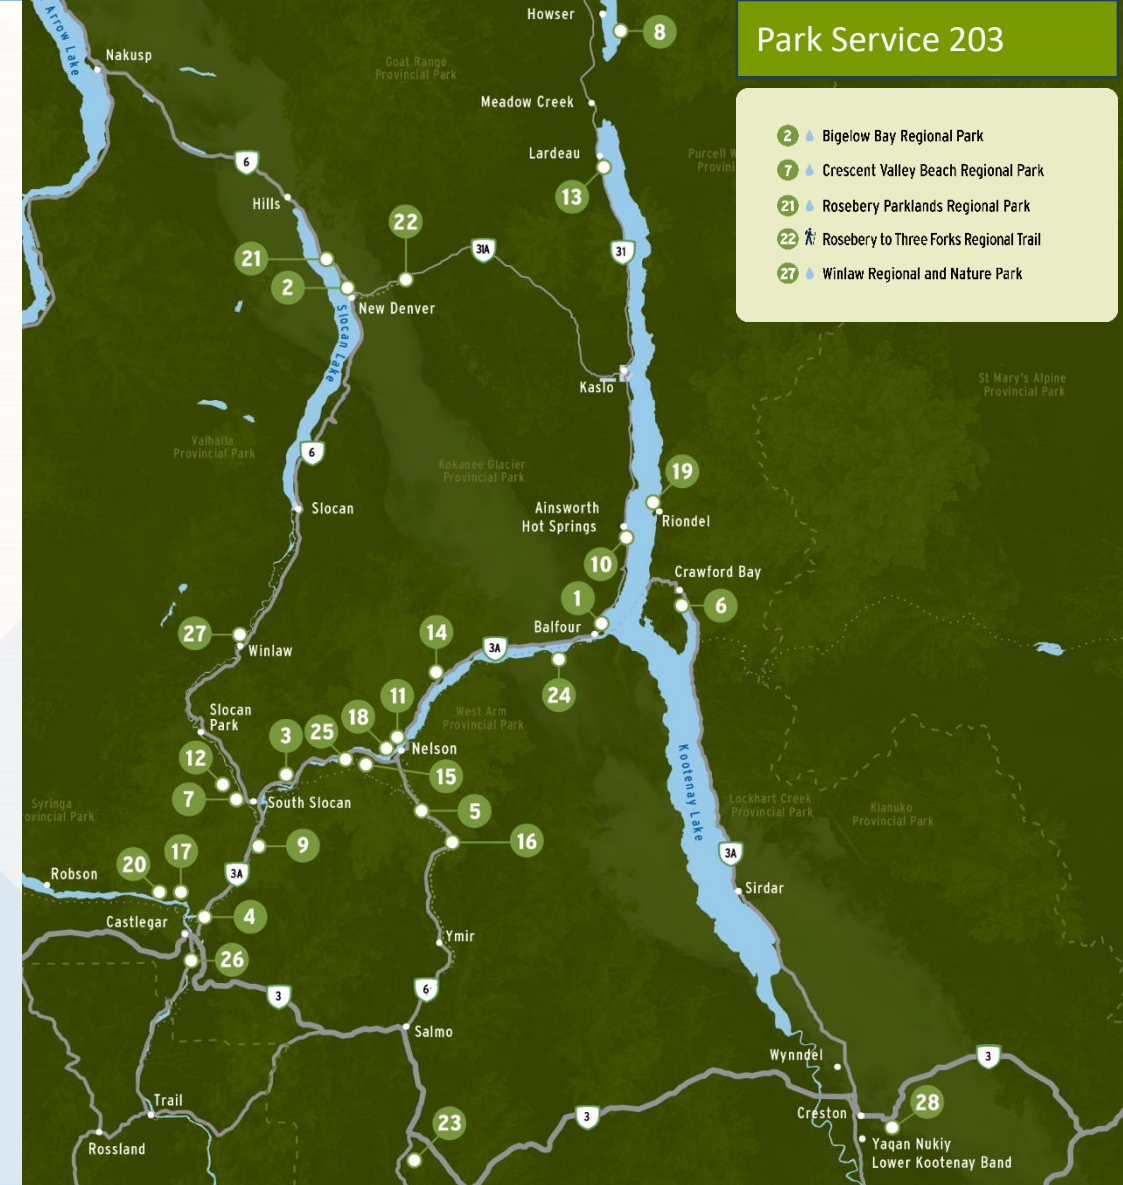 Park Service 203
2 Bigelow Bay Regional Park
7 Crescent Valley Beach Regional Park
21 Rosebery Parklands Regional Park
22 Rosebery to Three Forks Regional Trail
27 Winlaw Regional and Nature Park
Arrow Lake
Howser
8
Nakusp
Goat Range
Provincial Park
Meadow Creek
Lardeau
Purcell
6
13
Hills
22
31A
31
21
2
New Denver
Slocan Lake
Kaslo
St Mary's Alpine
Provincial Park
Valhalla
Provincial Park
6
Kokanee Glacier
Provincial Park
19
Slocan
Ainsworth
Hot Springs
Riondel
10
Crawford Bay
1
6
27
14
Balfour
Winlaw
3A
24
11
Slocan
Park
West Arm
Provincial Park
18
3
25
Nelson
12
15
Kootenay Lake
7
South Slocan
5
Syringa
Provincial Park
Lockhart Creek
Provincial Park
Kianuko
Provincial Park
9
16
17
20
3A
3A
Robson
Sirdar
Castlegar
4
Ymir
26
3
6
Salmo
Wynndel
3
Trail
3
Creston
28
23
Rossland
Yaqan Nukiy
Lower Kootenay Band